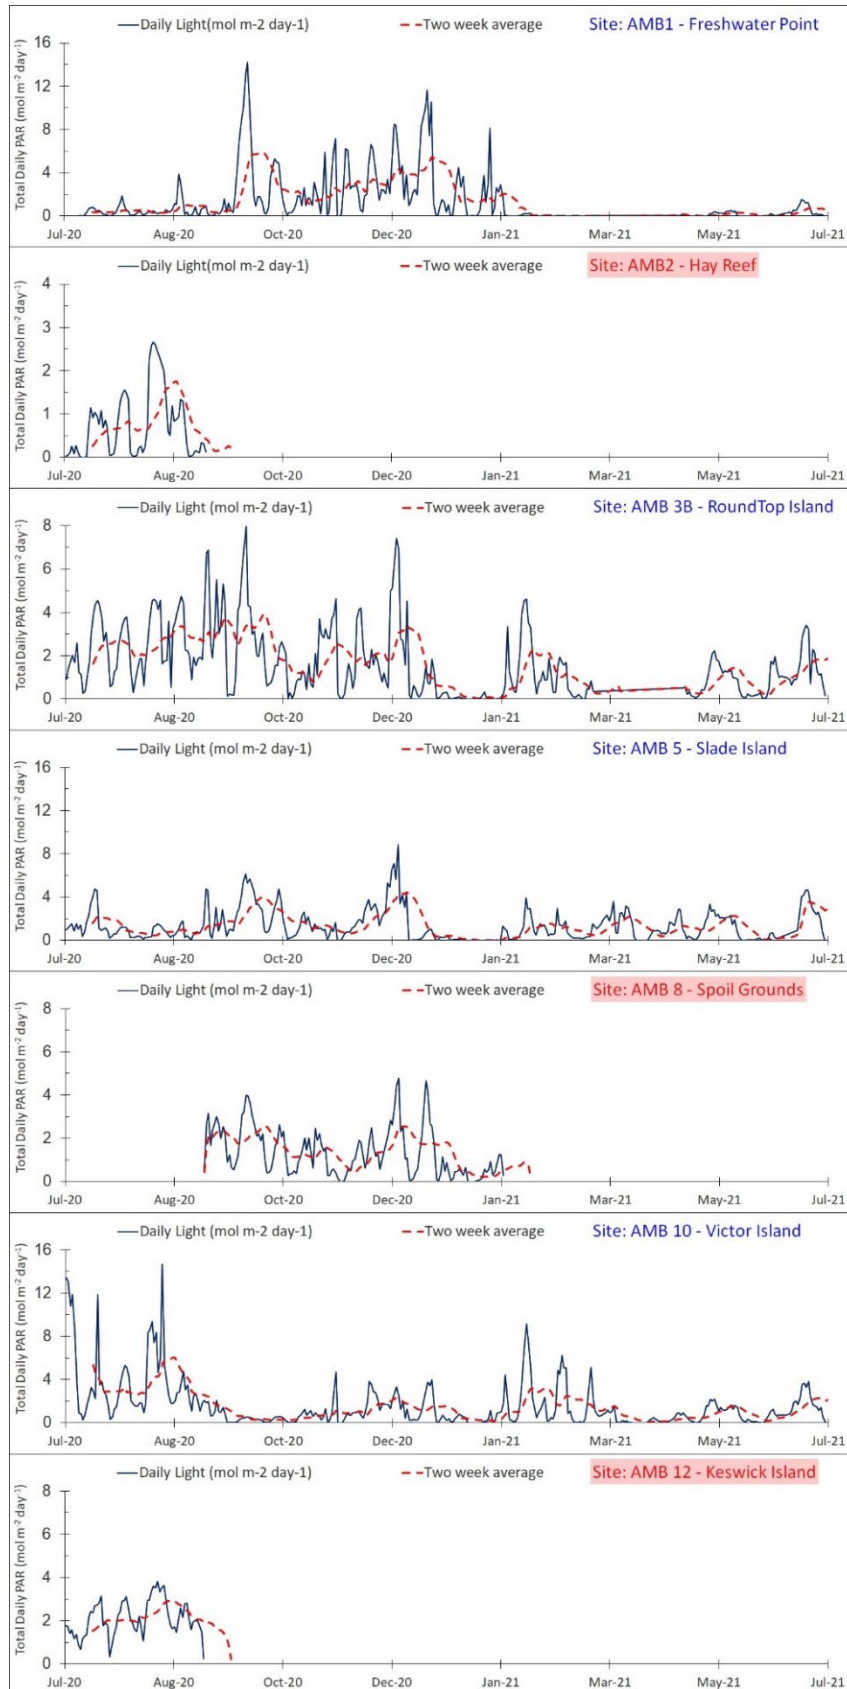 Daily Light(mol m-2 day-1) Two week average Site: AMB1 - Freshwater Point
Total Daily PAR (mol m⁻² day⁻¹)
16
12
8
4
0
Jul-20 Aug-20 Oct-20 Dec-20 Jan-21 Mar-21 May-21 Jul-21
Daily Light(mol m-2 day-1) Two week average Site: AMB2 - Hay Reef
Total Daily PAR (mol m⁻² day⁻¹)
4
3
2
1
0
Jul-20 Aug-20 Oct-20 Dec-20 Jan-21 Mar-21 May-21 Jul-21
Daily Light (mol m-2 day-1) Two week average Site: AMB 3B - RoundTop Island
Total Daily PAR (mol m⁻² day⁻¹)
8
6
4
2
0
Jul-20 Aug-20 Oct-20 Dec-20 Jan-21 Mar-21 May-21 Jul-21
Daily Light (mol m-2 day-1) Two week average Site: AMB 5 - Slade Island
Total Daily PAR (mol m⁻² day⁻¹)
16
12
8
4
0
Jul-20 Aug-20 Oct-20 Dec-20 Jan-21 Mar-21 May-21 Jul-21
Daily Light (mol m-2 day-1) Two week average Site: AMB 8 - Spoil Grounds
Total Daily PAR (mol m⁻² day⁻¹)
8
6
4
2
0
Jul-20 Aug-20 Oct-20 Dec-20 Jan-21 Mar-21 May-21 Jul-21
Daily Light (mol m-2 day-1) Two week average Site: AMB 10 - Victor Island
Total Daily PAR (mol m⁻² day⁻¹)
16
12
8
4
0
Jul-20 Aug-20 Oct-20 Dec-20 Jan-21 Mar-21 May-21 Jul-21
Daily Light (mol m-2 day-1) Two week average Site: AMB 12 - Keswick Island
Total Daily PAR (mol m⁻² day⁻¹)
8
6
4
2
0
Jul-20 Aug-20 Oct-20 Dec-20 Jan-21 Mar-21 May-21 Jul-21